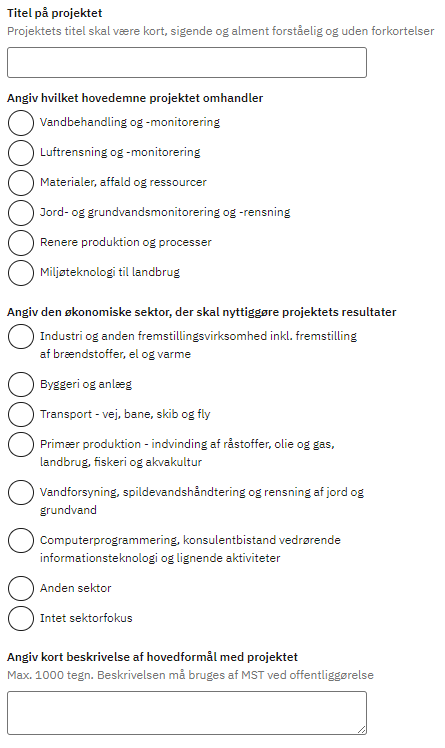 Titel på projektet
Projektets titel skal være kort, sigende og alment forståelig og uden forkortelser
Angiv hvilket hovedemne projektet omhandler
Vandbehandling og -monitorering
Luftrensning og -monitorering
Materialer, affald og ressourcer
Jord- og grundvandsmonitorering og -rensning
Renere produktion og processer
Miljøteknologi til landbrug
Angiv den økonomiske sektor, der skal nyttiggøre projektets resultater
Industri og anden fremstillingsvirksomhed inkl. fremstilling
af brændstoffer, el og varme
Byggeri og anlæg
Transport - vej, bane, skib og fly
Primær produktion - indvinding af råstoffer, olie og gas,
landbrug, fiskeri og akvakultur
Vandforsyning, spildevandshåndtering og rensning af jord og
grundvand
Computerprogrammering, konsulentbistand vedrørende
informationsteknologi og lignende aktiviteter
Anden sektor
Intet sektorfokus
Angiv kort beskrivelse af hovedformål med projektet
Max. 1000 tegn. Beskrivelsen må bruges af MST ved offentliggørelse